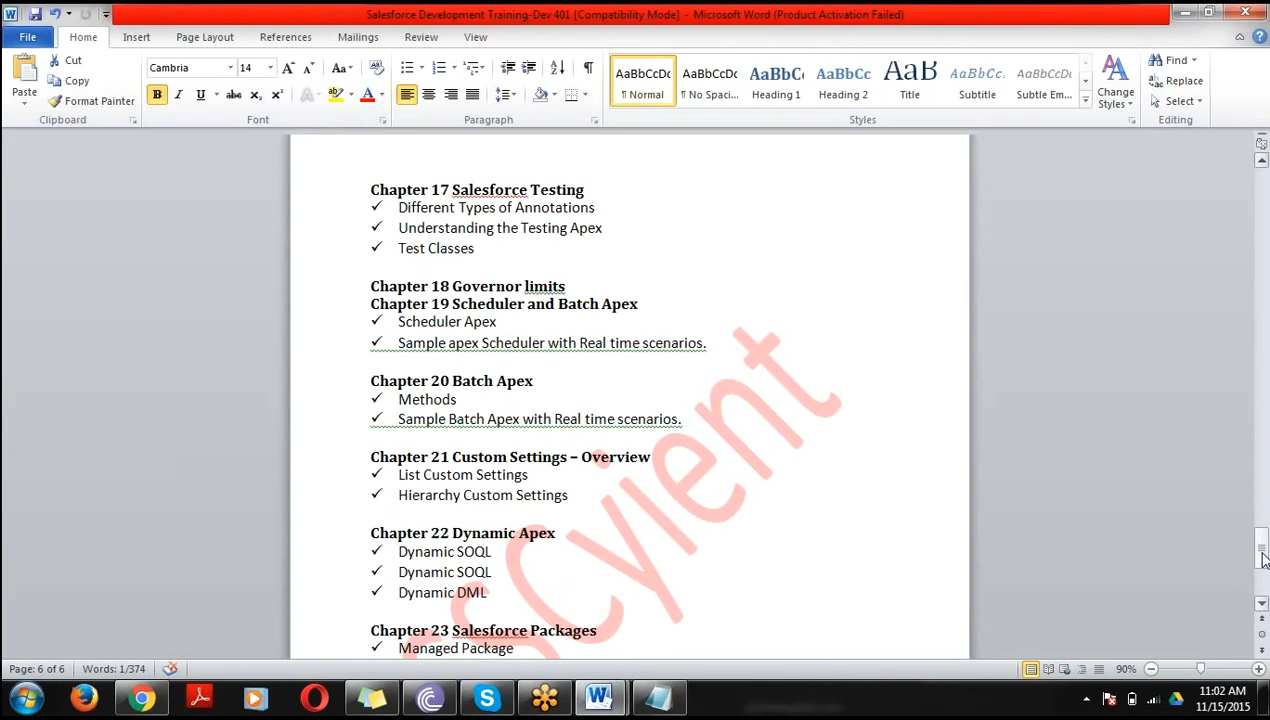 Salesforce Development Training-Dev 401 [Compatibility Mode] - Microsoft Word (Product Activation Failed)
File Home Insert Page Layout References Mailings Review View
Paste
Cut
Copy
Format Painter
Clipboard
Cambria 14
Font
Paragraph
AaBbCcDc AaBbCcDc AaBbCc AaBbCc AaB AaBbCc. AaBbCcDc
¶ Normal ¶ No Spaci... Heading 1 Heading 2 Title Subtitle Subtle Em...
Change Styles
Styles
Find
Replace
Select
Editing
Chapter 17 Salesforce Testing
Different Types of Annotations
Understanding the Testing Apex
Test Classes
Chapter 18 Governor limits
Chapter 19 Scheduler and Batch Apex
Scheduler Apex
Sample apex Scheduler with Real time scenarios.
Chapter 20 Batch Apex
Methods
Sample Batch Apex with Real time scenarios.
Chapter 21 Custom Settings – Overview
List Custom Settings
Hierarchy Custom Settings
Chapter 22 Dynamic Apex
Dynamic SOQL
Dynamic SOQL
Dynamic DML
Chapter 23 Salesforce Packages
Managed Package
Page: 6 of 6 Words: 1/374 90%
11:02 AM
11/15/2015